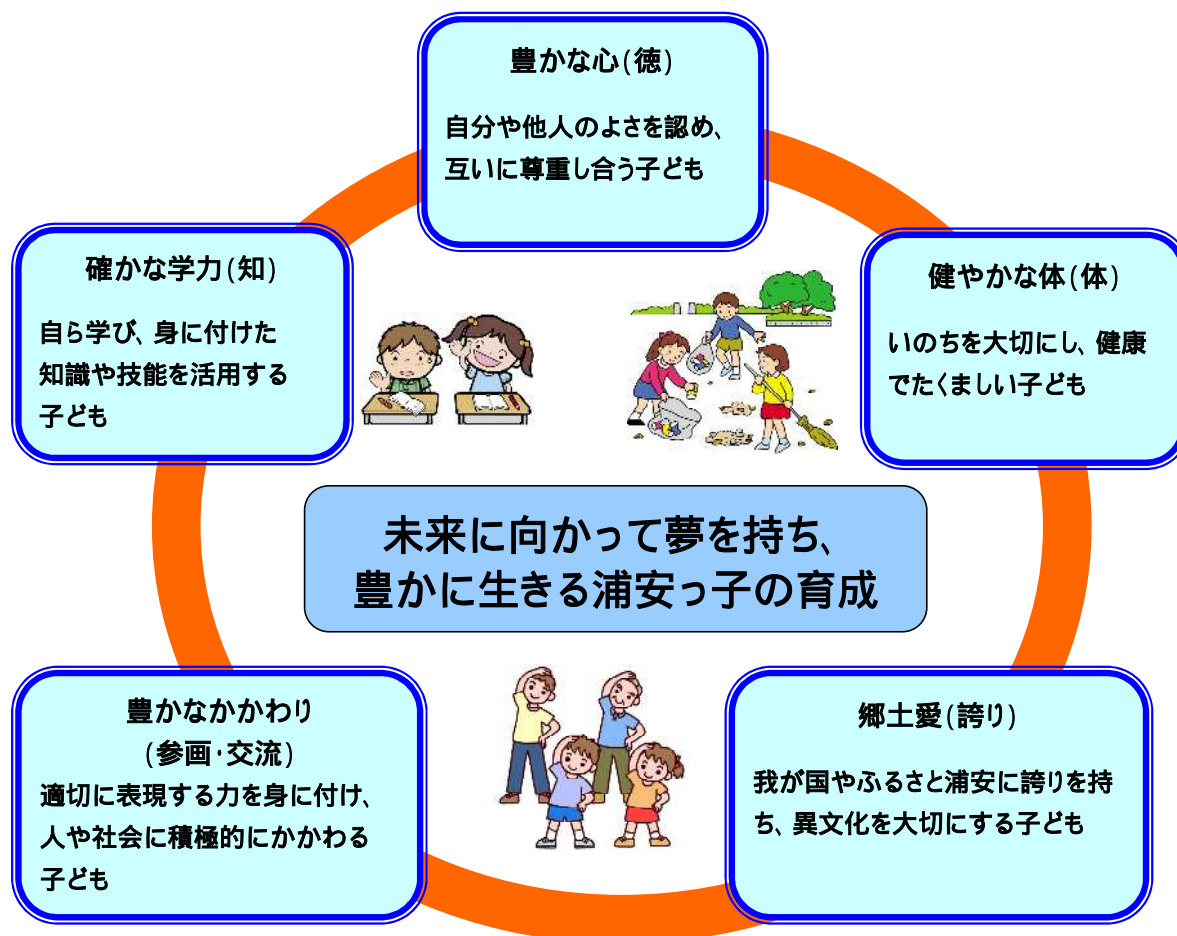 豊かな心(徳)
自分や他人のよさを認め、
互いに尊重し合う子ども
確かな学力(知)
自ら学び、身に付けた
知識や技能を活用する
子ども
健やかな体(体)
いのちを大切にし、健康
でたくましい子ども
未来に向かって夢を持ち、
豊かに生きる浦安っ子の育成
豊かなかかわり
(参画・交流)
適切に表現する力を身に付け、
人や社会に積極的にかかわる
子ども
郷土愛(誇り)
我が国やふるさと浦安に誇りを持
ち、異文化を大切にする子ども